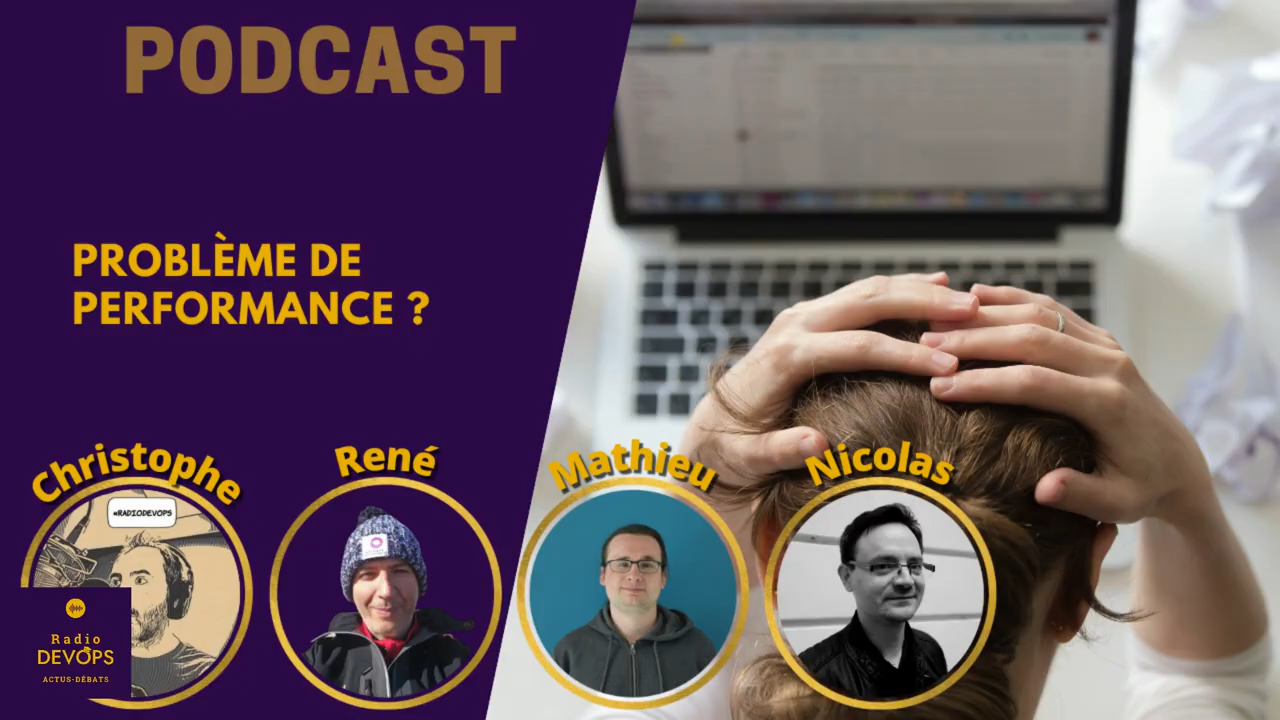 PODCAST
PROBLÈME DE
PERFORMANCE ?
Christophe
René
Mathieu
Nicolas
#RADIODEVOPS
Radio
DEVOPS
ACTUS-DÉBATS